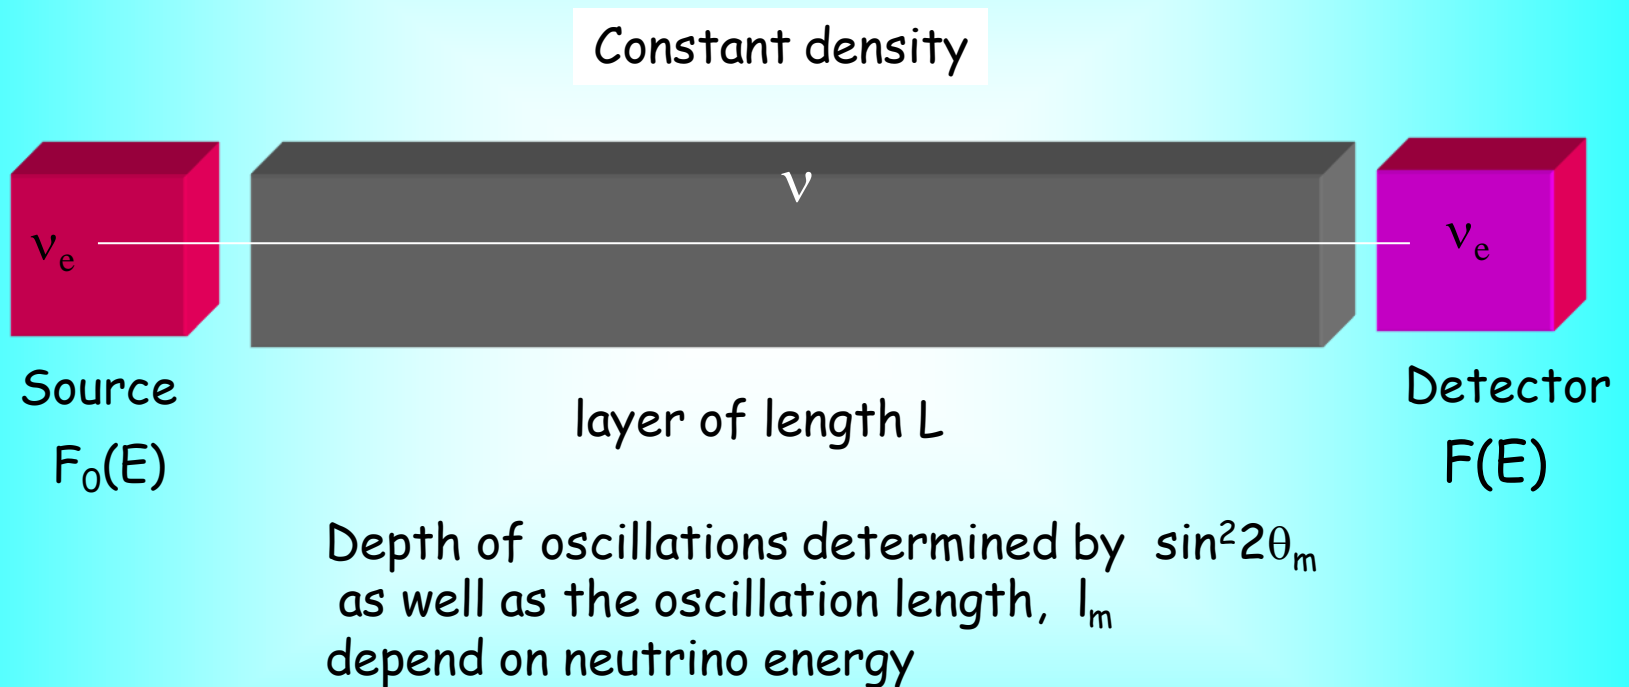 Constant density
ν
νₑ
νₑ
Source
Detector
layer of length L
F₀(E)
F(E)
Depth of oscillations determined by sin²2θₘ
as well as the oscillation length, lₘ
depend on neutrino energy